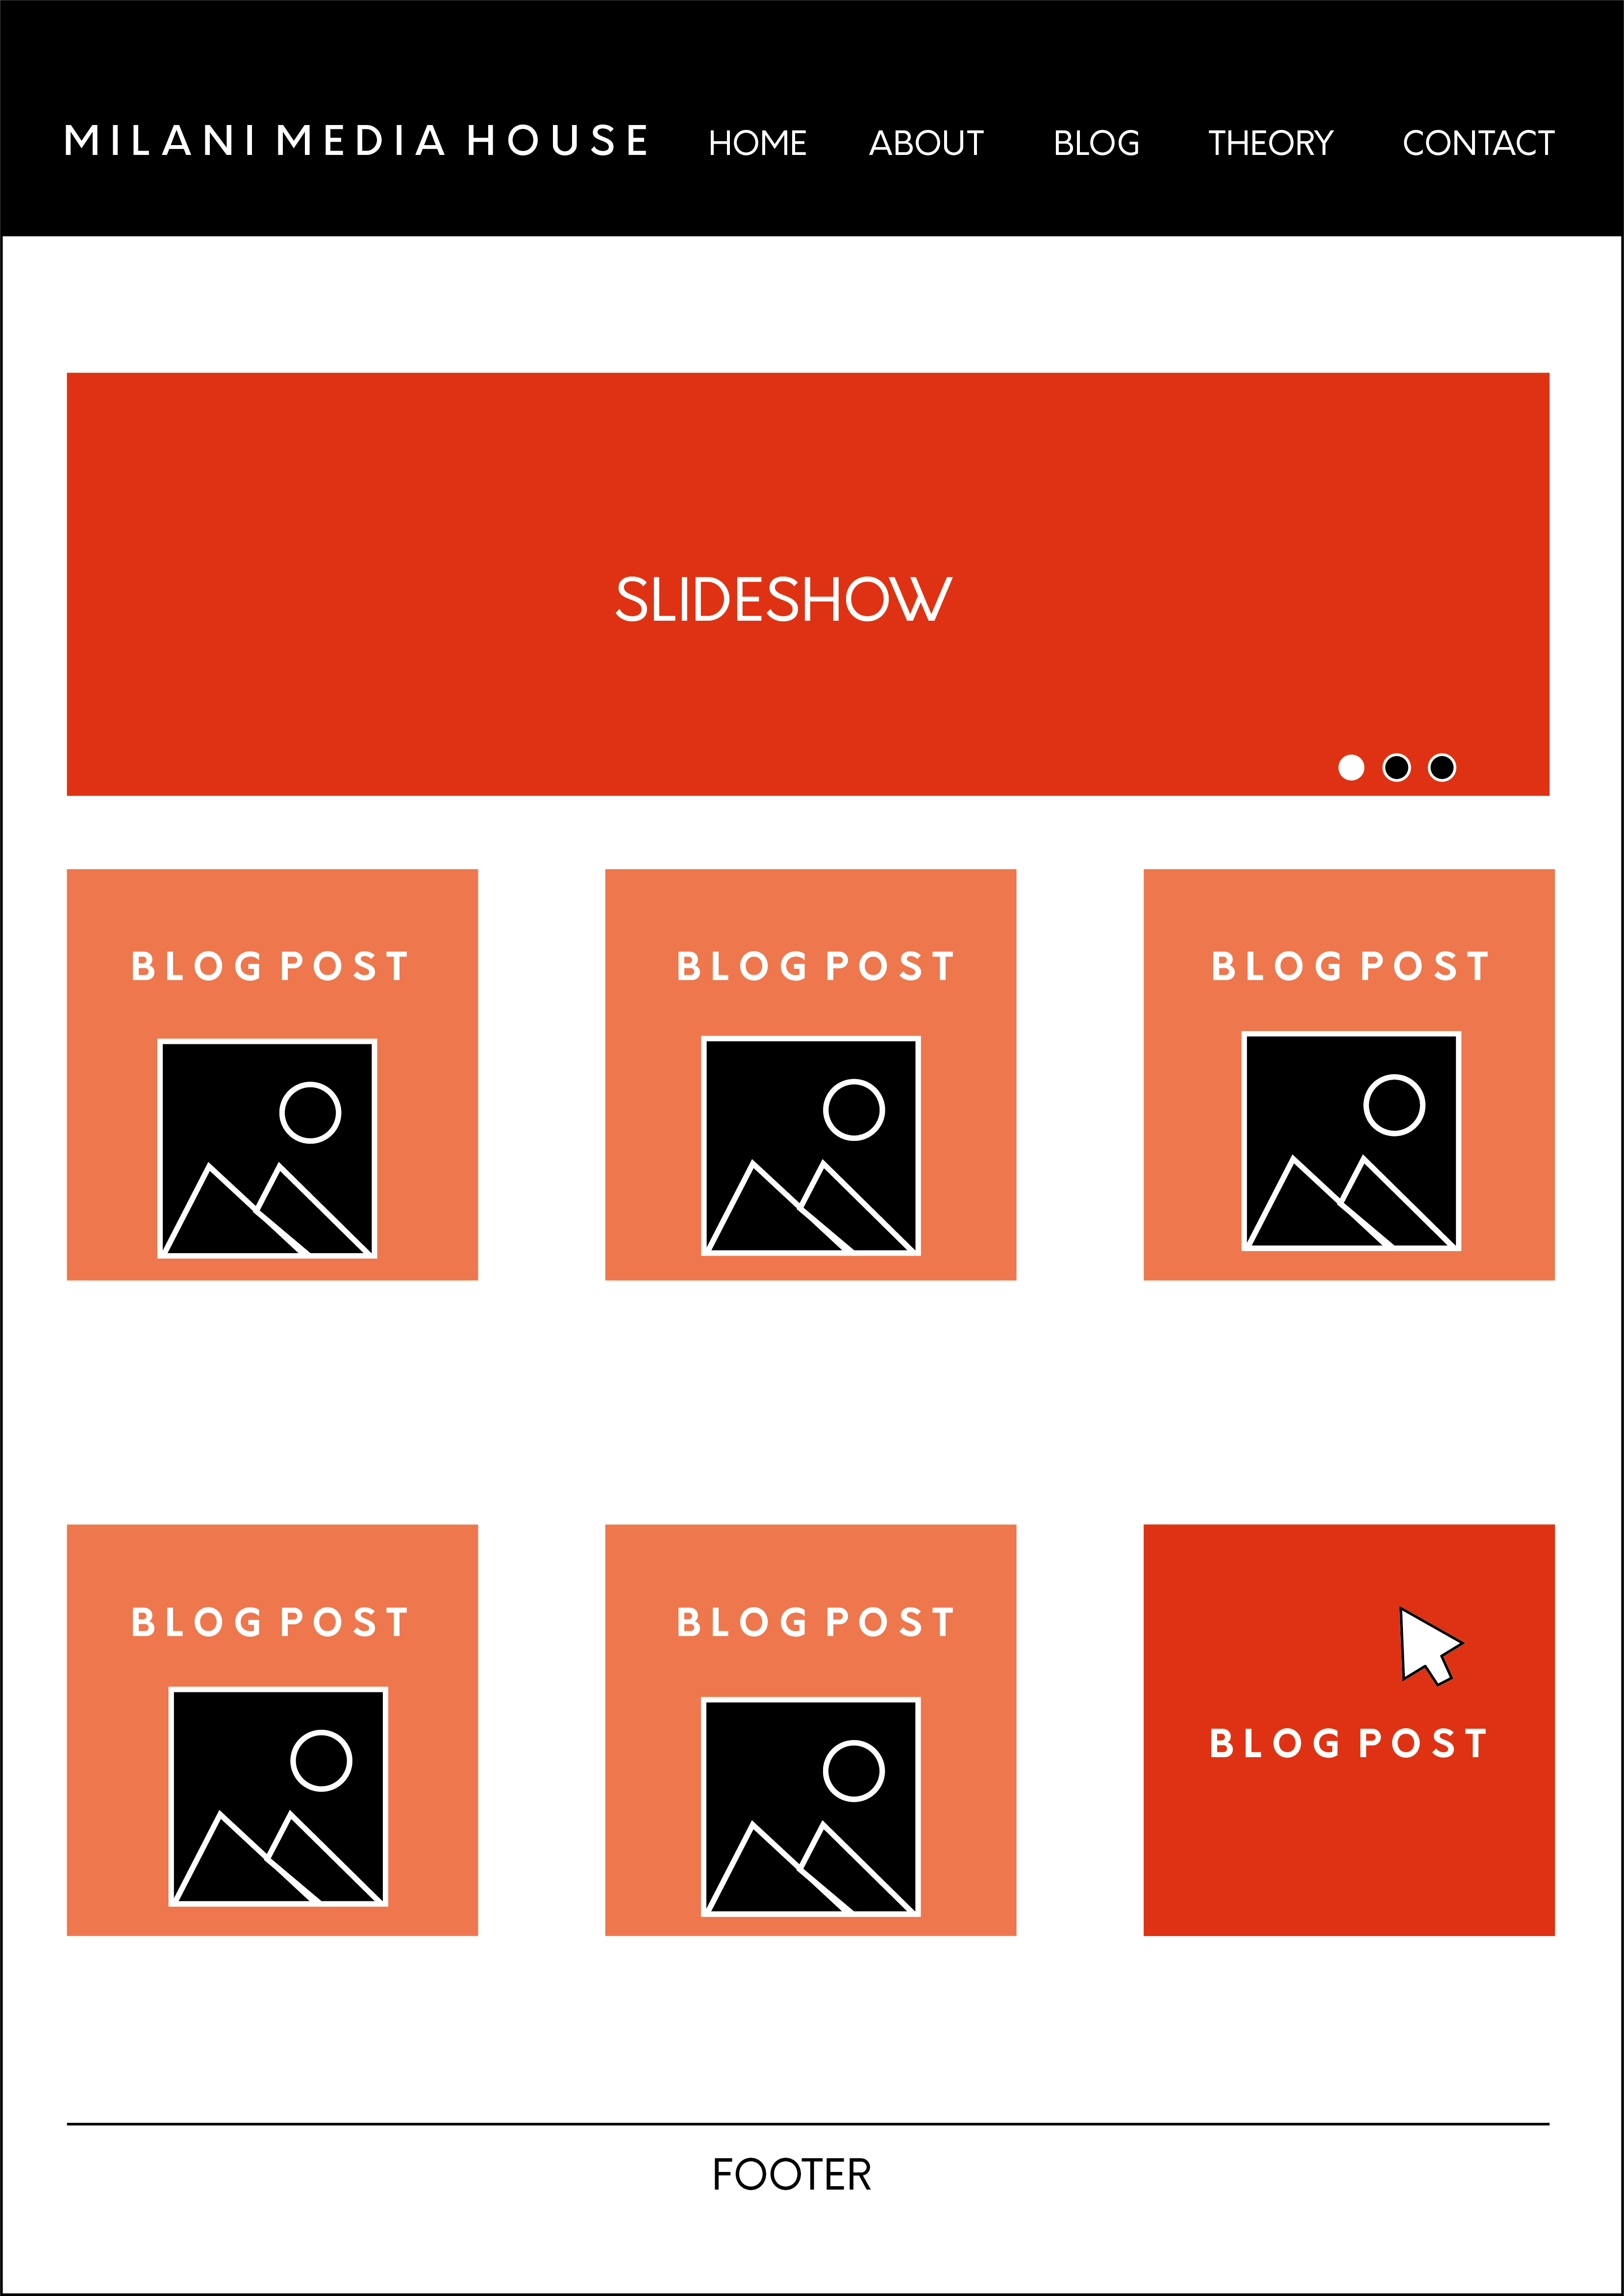 MILANI MEDIA HOUSE HOME ABOUT BLOG THEORY CONTACT
SLIDESHOW
BLOG POST BLOG POST BLOG POST
BLOG POST BLOG POST
BLOG POST
FOOTER